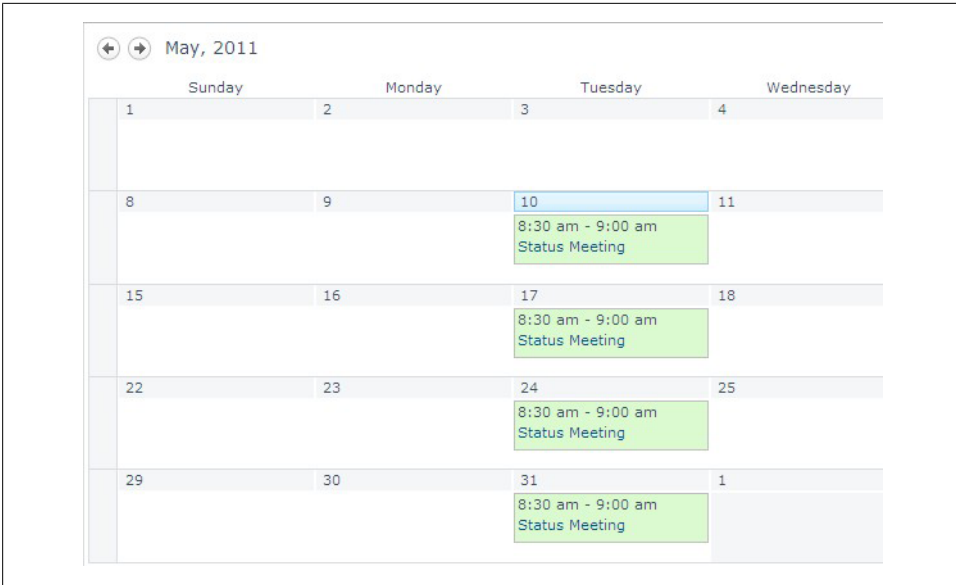 May, 2011
Sunday Monday Tuesday Wednesday
1 2 3 4
8 9 10 11
8:30 am - 9:00 am
Status Meeting
15 16 17 18
8:30 am - 9:00 am
Status Meeting
22 23 24 25
8:30 am - 9:00 am
Status Meeting
29 30 31 1
8:30 am - 9:00 am
Status Meeting